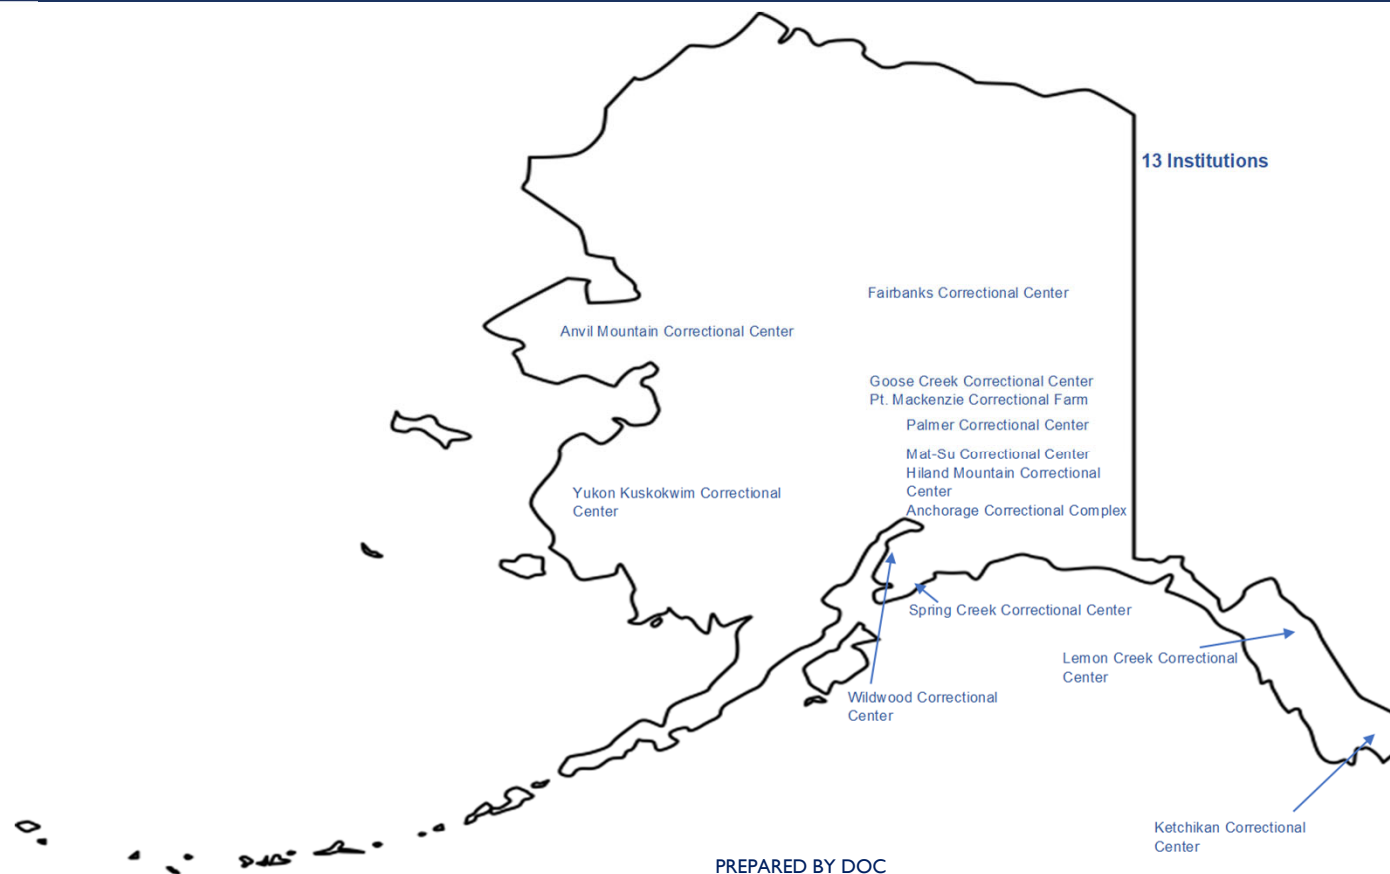 13 Institutions
Fairbanks Correctional Center
Anvil Mountain Correctional Center
Goose Creek Correctional Center
Pt. Mackenzie Correctional Farm
Palmer Correctional Center
Mat-Su Correctional Center
Hiland Mountain Correctional
Center
Anchorage Correctional Complex
Yukon Kuskokwim Correctional
Center
Spring Creek Correctional Center
Lemon Creek Correctional
Center
Wildwood Correctional
Center
Ketchikan Correctional
Center
PREPARED BY DOC